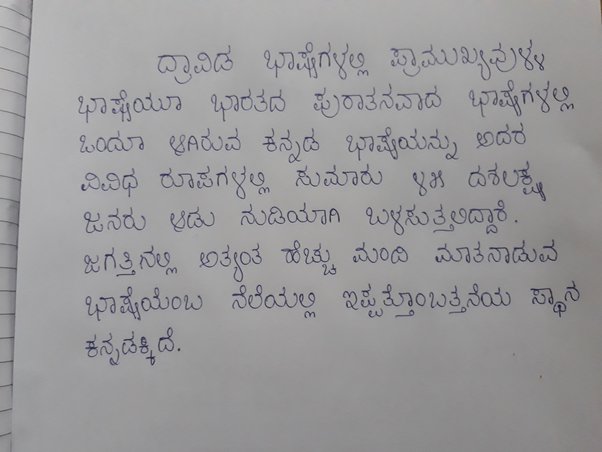 ದ್ರಾವಿಡ ಭಾಷೆಗಳಲ್ಲಿ ಪ್ರಾಮುಖ್ಯವುಳಳ
ಭಾಷೆಯೂ ಭಾರತದ ಪುರಾತನವಾದ ಭಾಷೆಗಳಲ್ಲಿ
ಒಂದೂ ಆಗಿರುವ ಕನ್ನಡ ಭಾಷೆಯನ್ನು ಅದರ
ವಿವಿಧ ರೂಪಗಳಲ್ಲಿ ಸುಮಾರು ೪೫ ದಶಲಕ್ಷ
ಜನರು ಆಡು ನುಡಿಯಾಗಿ ಬಳಸುತ್ತಲಿದ್ದಾರೆ.
ಜಗತ್ತಿನಲ್ಲಿ ಅತ್ಯಂತ ಹೆಚ್ಚು ಮಂದಿ ಮಾತನಾಡುವ
ಭಾಷೆಯೆಂಬ ನೆಲೆಯಲ್ಲಿ ಇಪ್ಪತ್ತೊಂಬತ್ತನೆಯ ಸ್ಥಾನ
ಕನ್ನಡಕ್ಕಿದೆ.